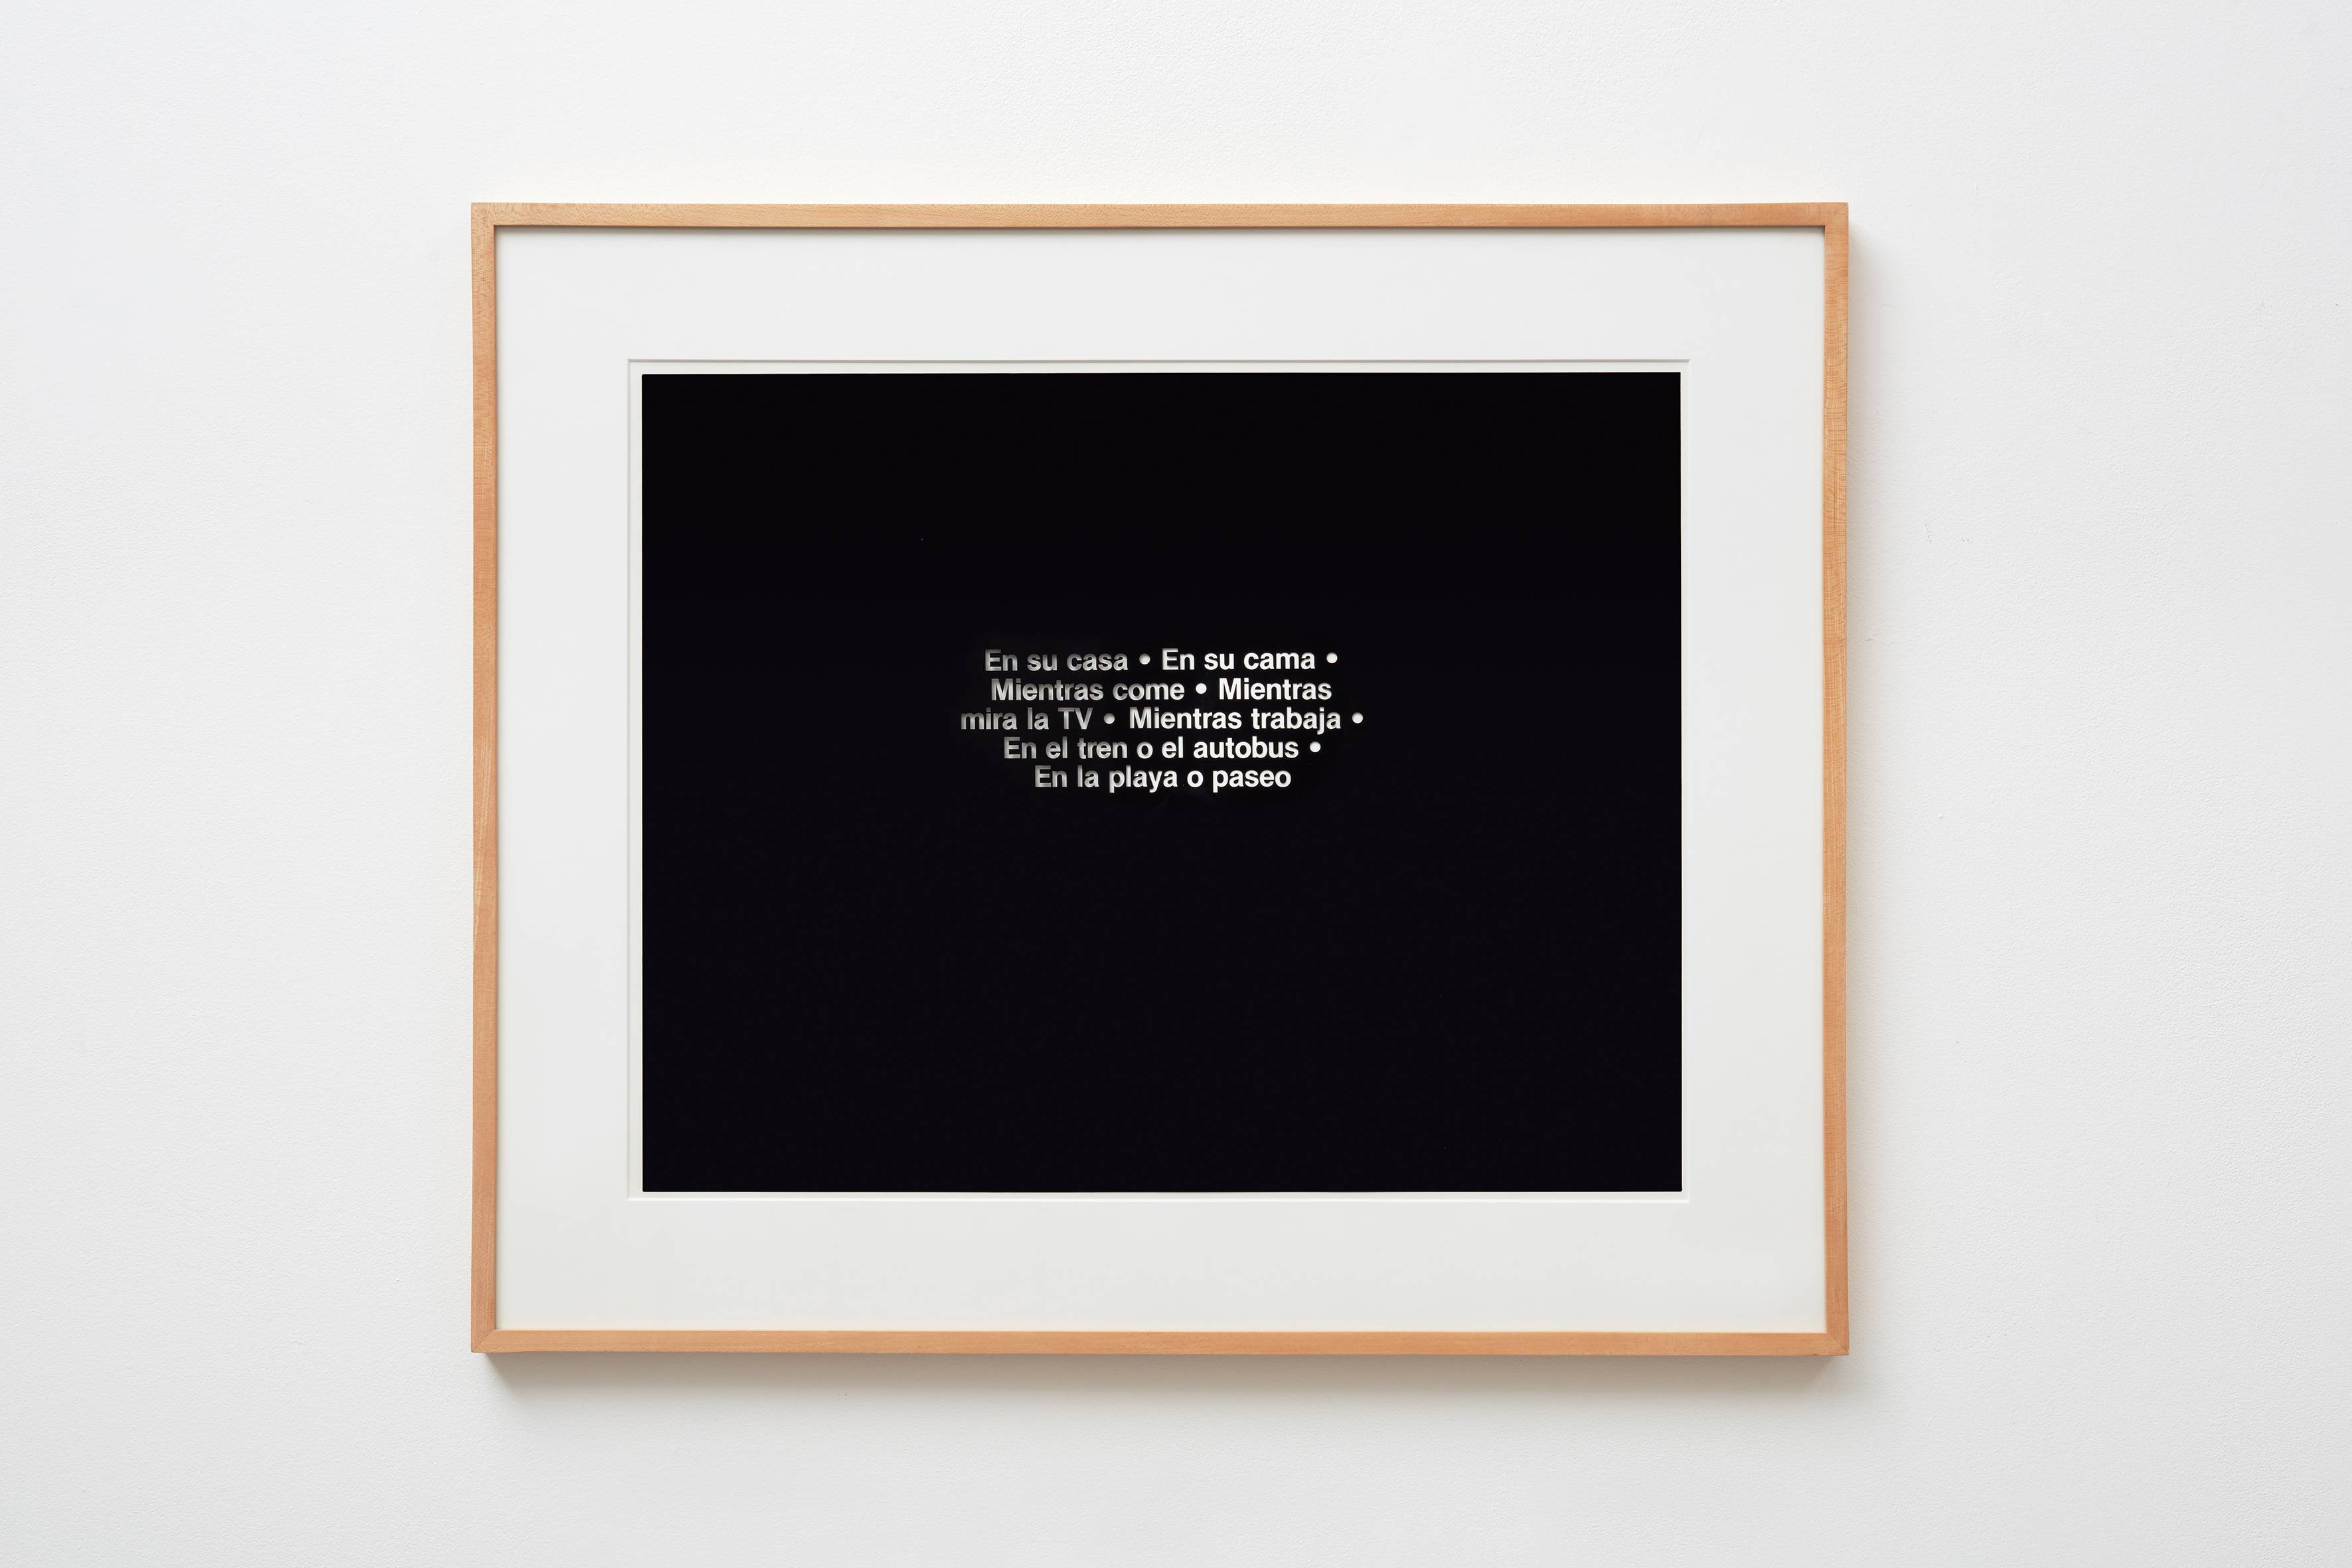 En su casa • En su cama •
Mientras come • Mientras
mira la TV • Mientras trabaja •
En el tren o el autobus •
En la playa o paseo